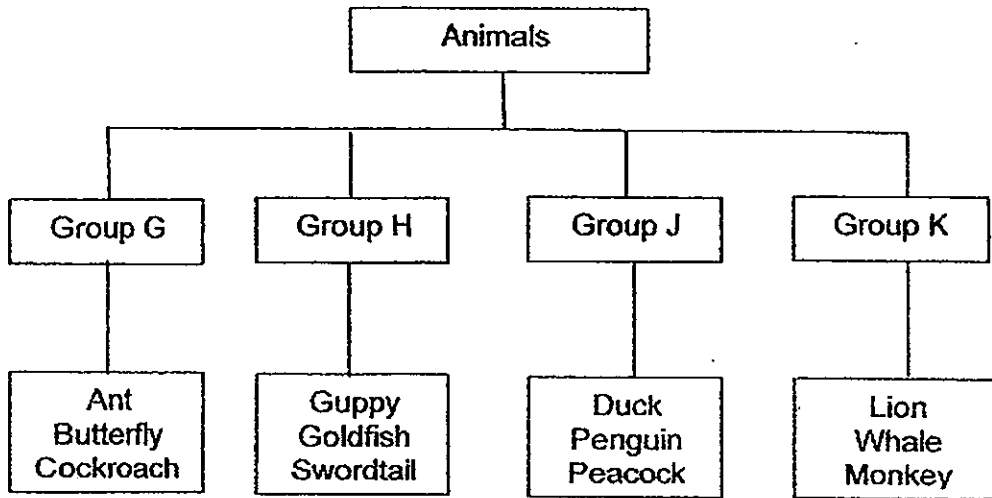 Animals
Group G
Group H
Group J
Group K
Ant
Butterfly
Cockroach
Guppy
Goldfish
Swordtail
Duck
Penguin
Peacock
Lion
Whale
Monkey